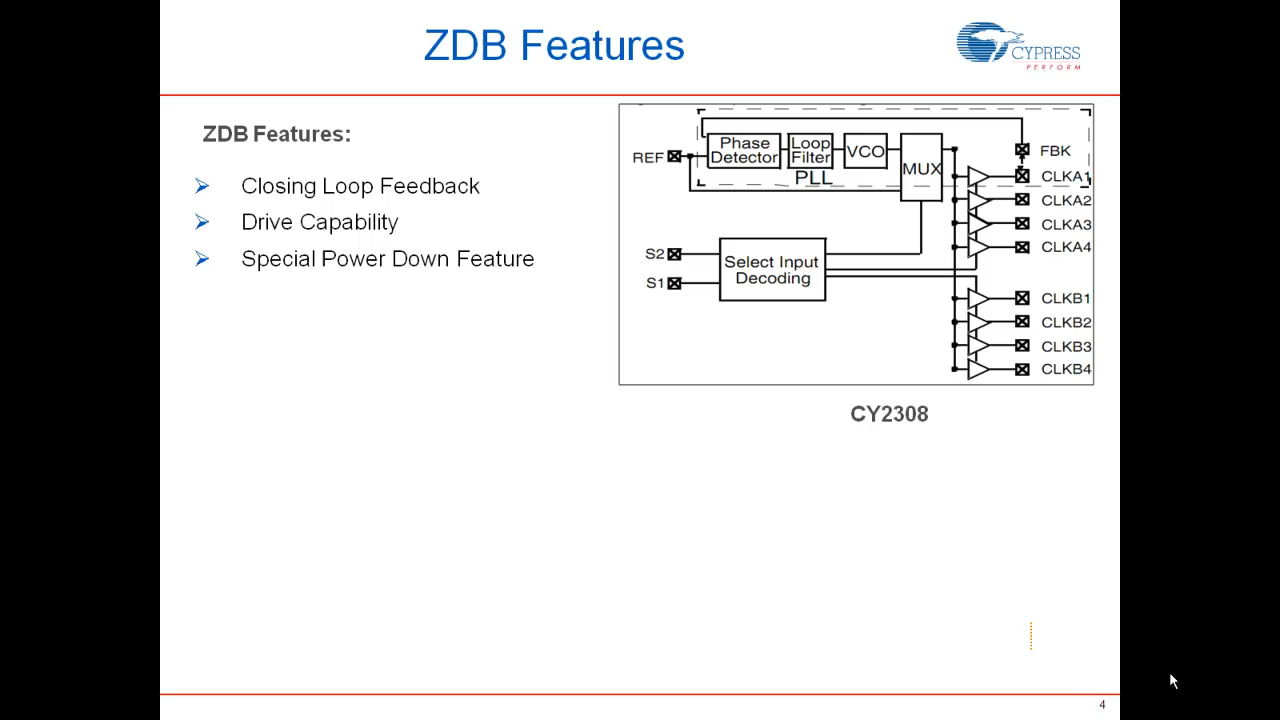 ZDB Features
CYPRESS
PERFORM
ZDB Features:
Closing Loop Feedback
Drive Capability
Special Power Down Feature
REF
Phase
Detector
Loop
Filter
VCO
MUX
PLL
FBK
CLKA1
CLKA2
CLKA3
CLKA4
S2
S1
Select Input
Decoding
CLKB1
CLKB2
CLKB3
CLKB4
CY2308
4